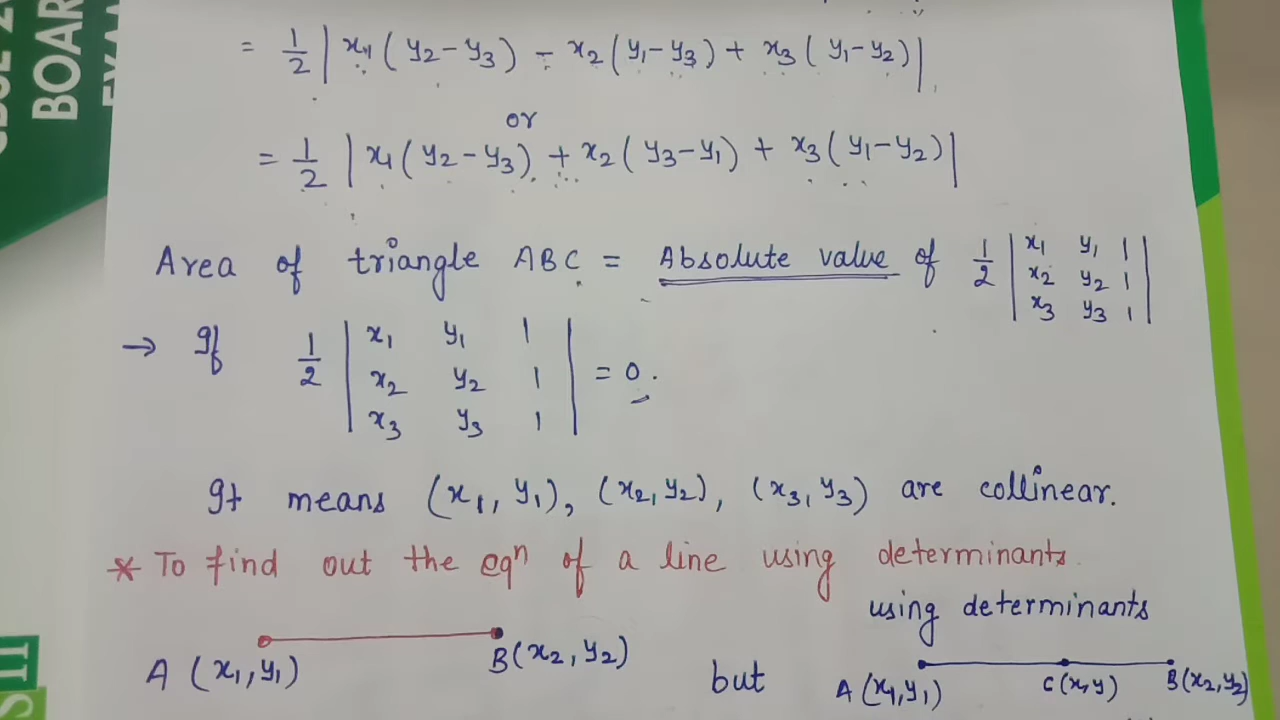 BOAR
= 1/2 | x₁ ( y₂ - y₃ ) - x₂ ( y₁ - y₃ ) + x₃ ( y₁ - y₂ ) |
or
= 1/2 | x₁ ( y₂ - y₃ ) + x₂ ( y₃ - y₁ ) + x₃ ( y₁ - y₂ ) |
Area of triangle ABC = Absolute value of 1/2 | x₁ y₁ 1 |
| x₂ y₂ 1 |
| x₃ y₃ 1 |
→ If 1/2 | x₁ y₁ 1 |
| x₂ y₂ 1 | = 0.
| x₃ y₃ 1 |
It means (x₁, y₁), (x₂, y₂), (x₃, y₃) are collinear.
* To find out the eqⁿ of a line using determinants.
using determinants
A (x₁, y₁) B(x₂, y₂) but A (x₁, y₁) C (x, y) B (x₂, y₂)